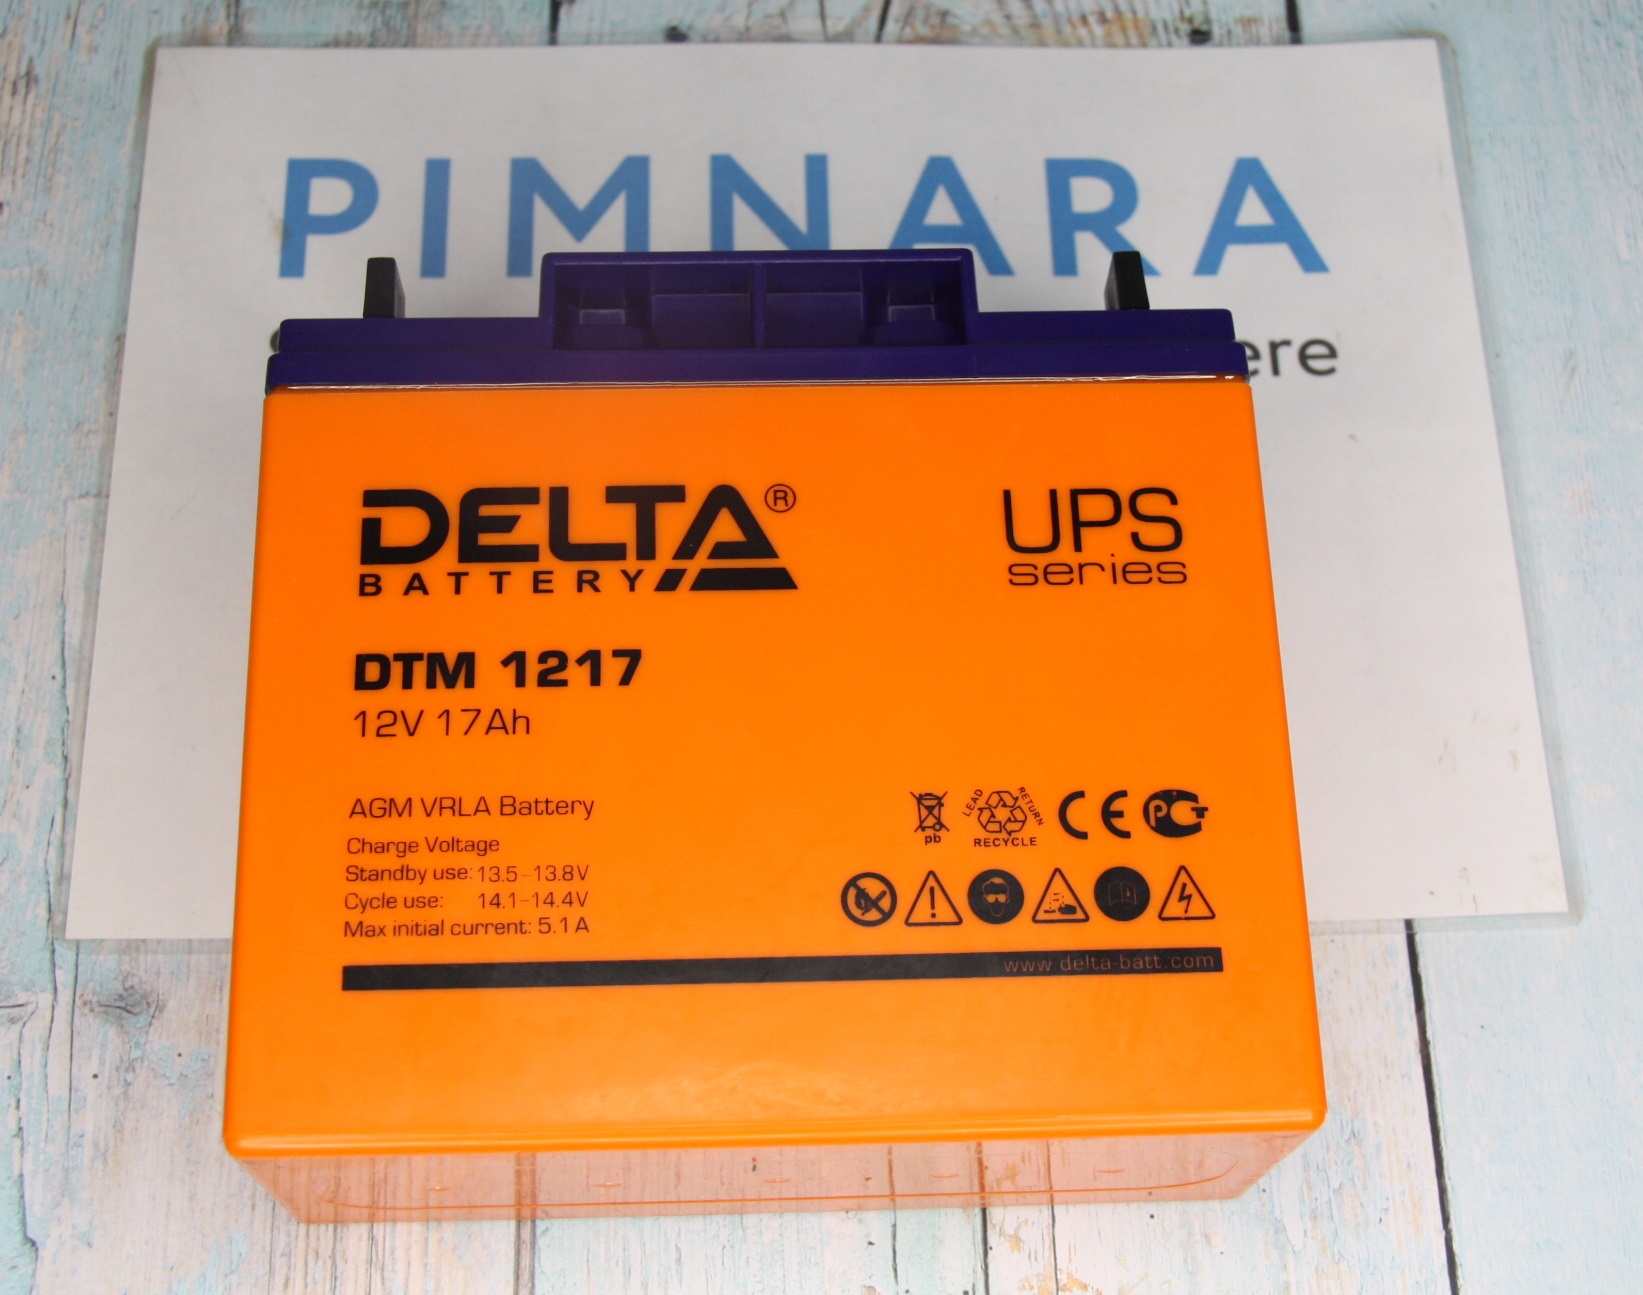 PIMNARA
ere
DELTA®
BATTERY
UPS
series
DTM 1217
12V 17Ah
AGM VRLA Battery
Charge Voltage
Standby use: 13.5-13.8V
Cycle use: 14.1-14.4V
Max initial current: 5.1A
pb
LEAD RETURN
RECYCLE
CE
РСТ
www.delta-batt.com